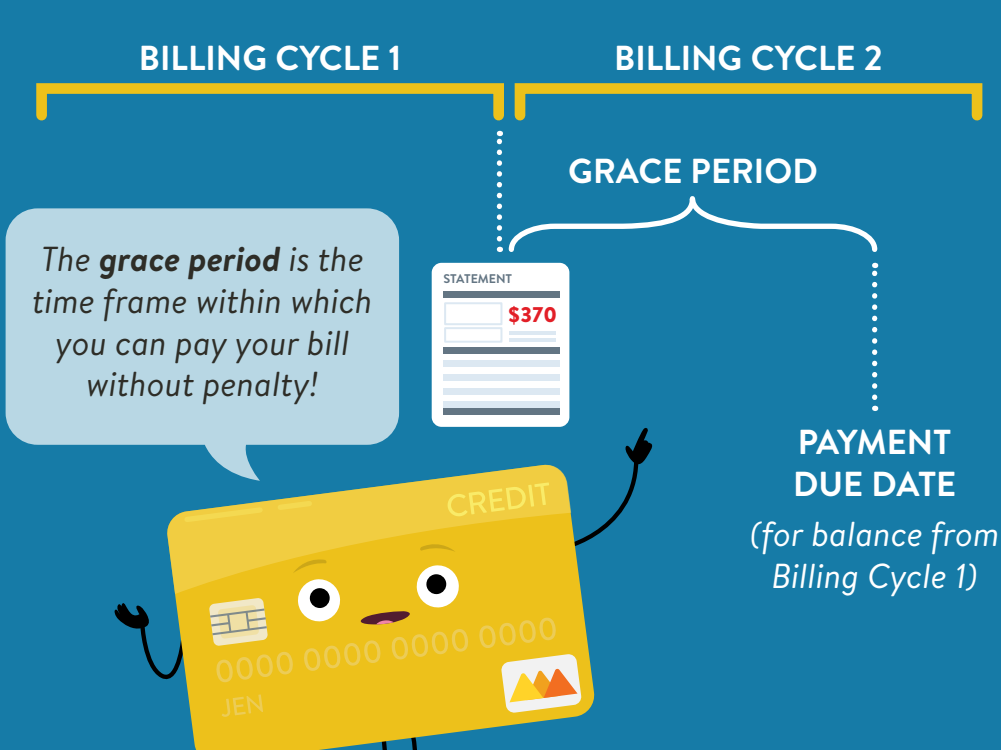 BILLING CYCLE 1
BILLING CYCLE 2
GRACE PERIOD
The grace period is the
time frame within which
you can pay your bill
without penalty!
STATEMENT
$370
PAYMENT
DUE DATE
(for balance from
Billing Cycle 1)
CREDIT
0000 0000 0000 0000
JEN